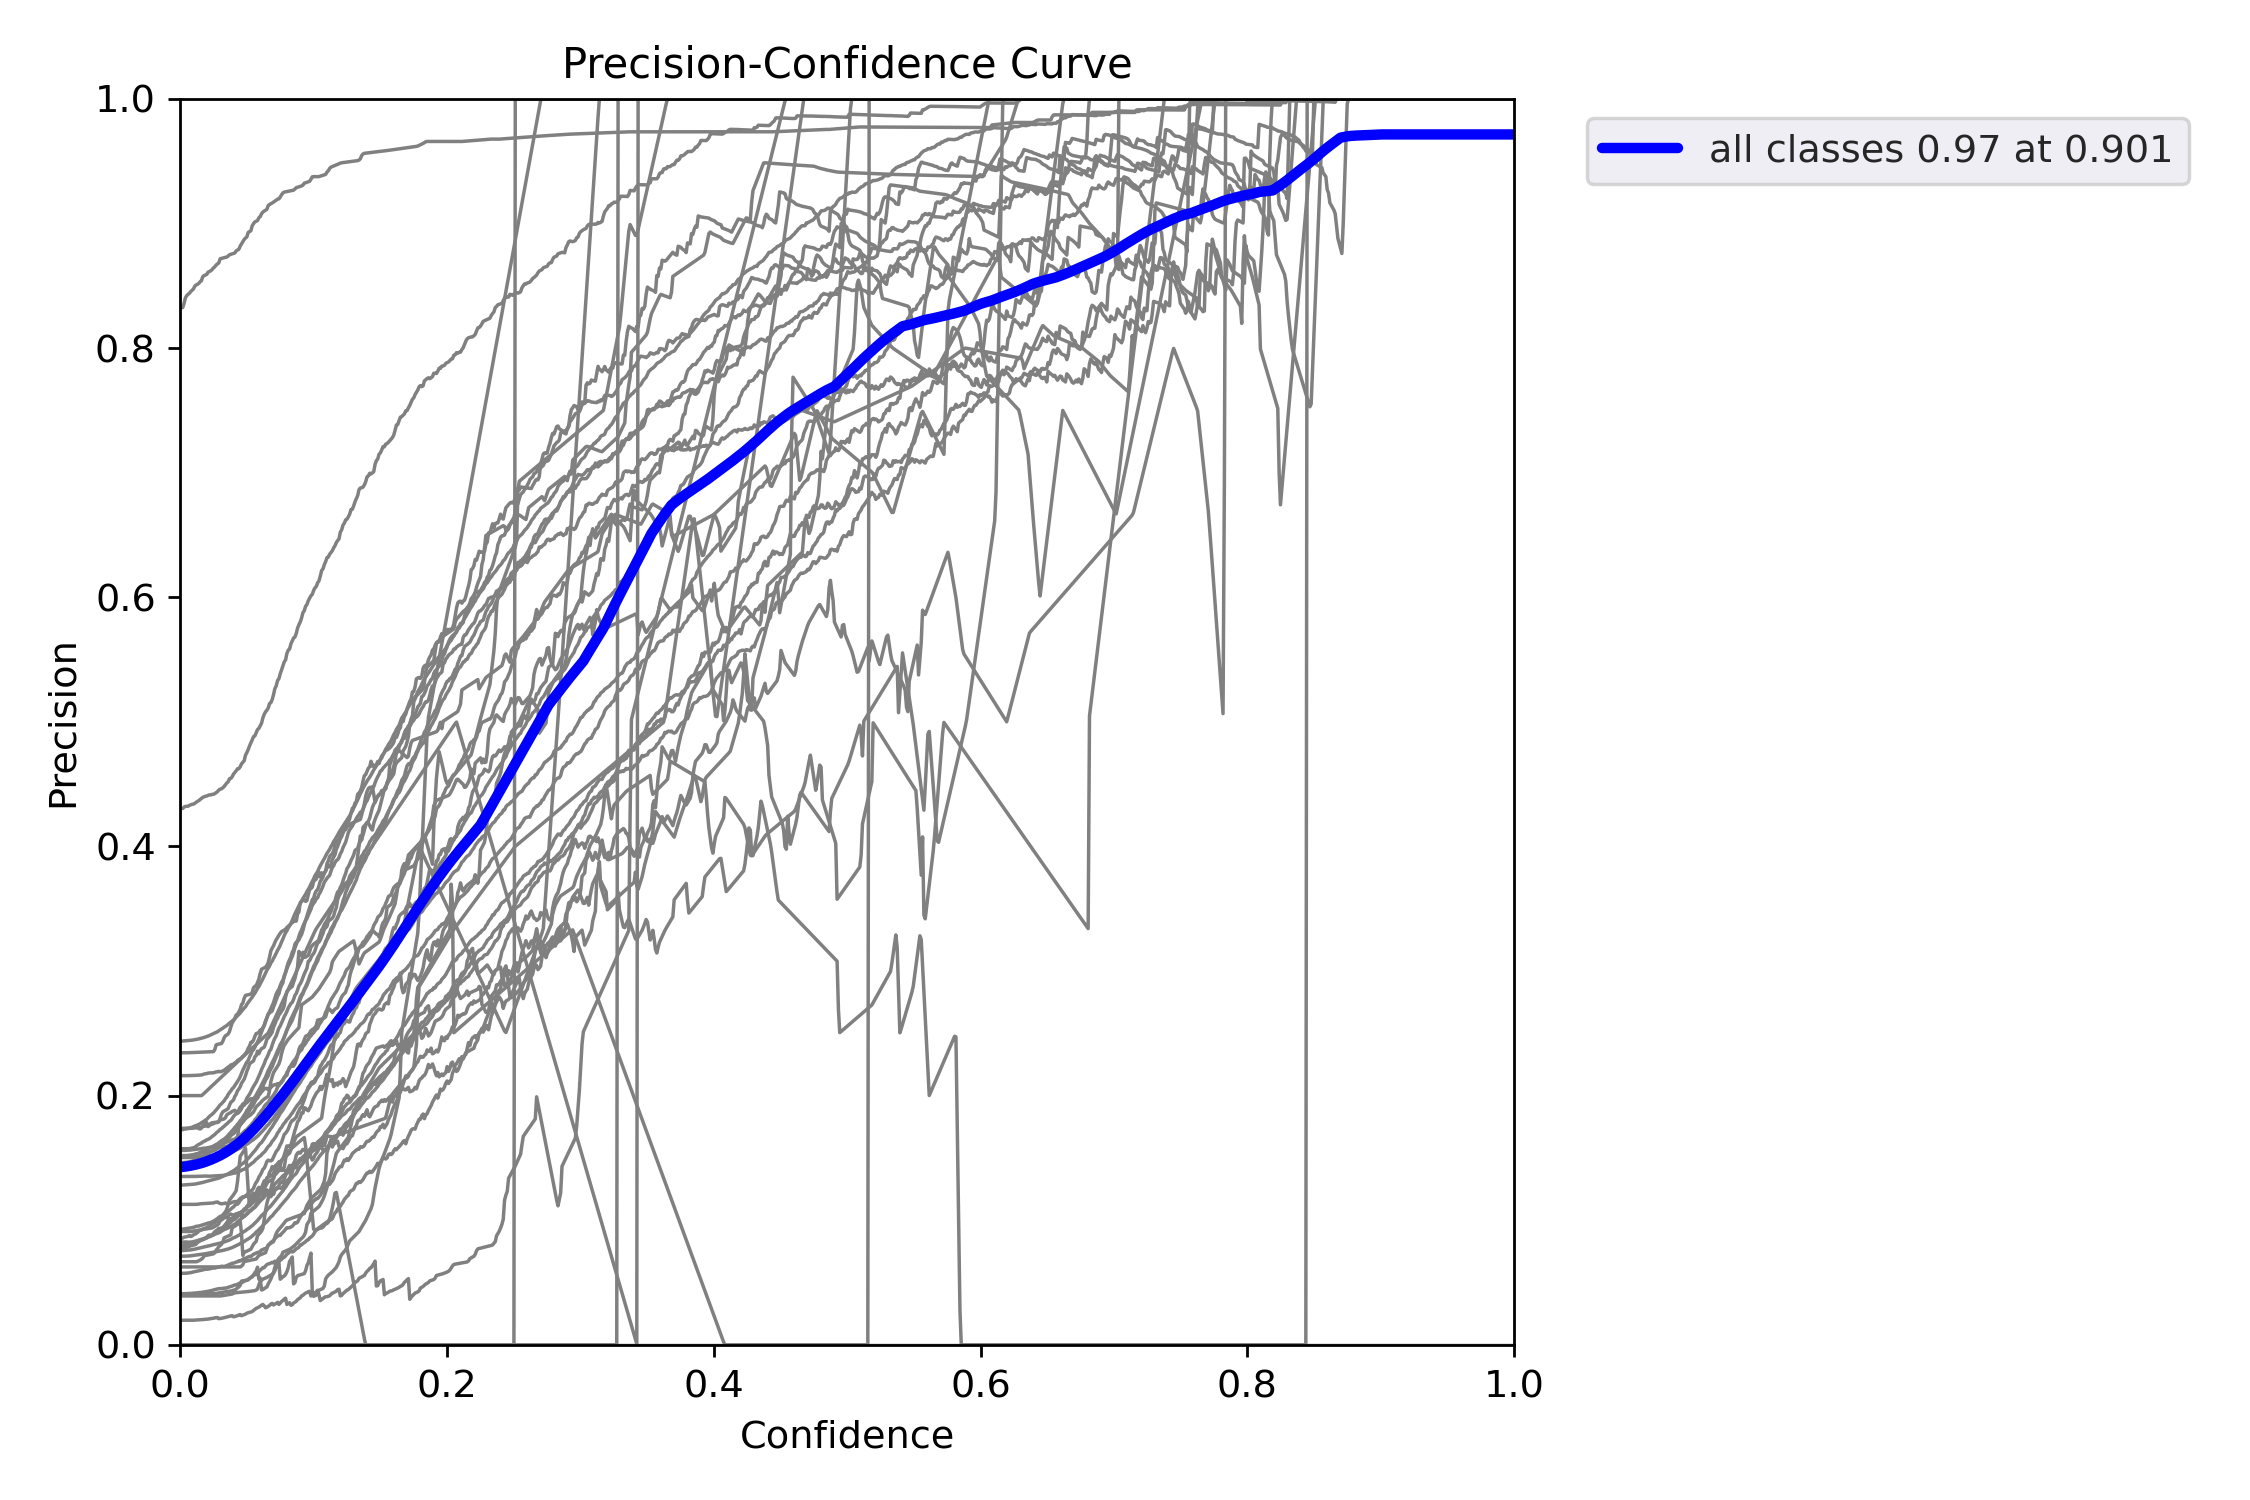 Precision-Confidence Curve
all classes 0.97 at 0.901
1.0
0.8
0.6
0.4
0.2
0.0
Precision
0.0 0.2 0.4 0.6 0.8 1.0
Confidence